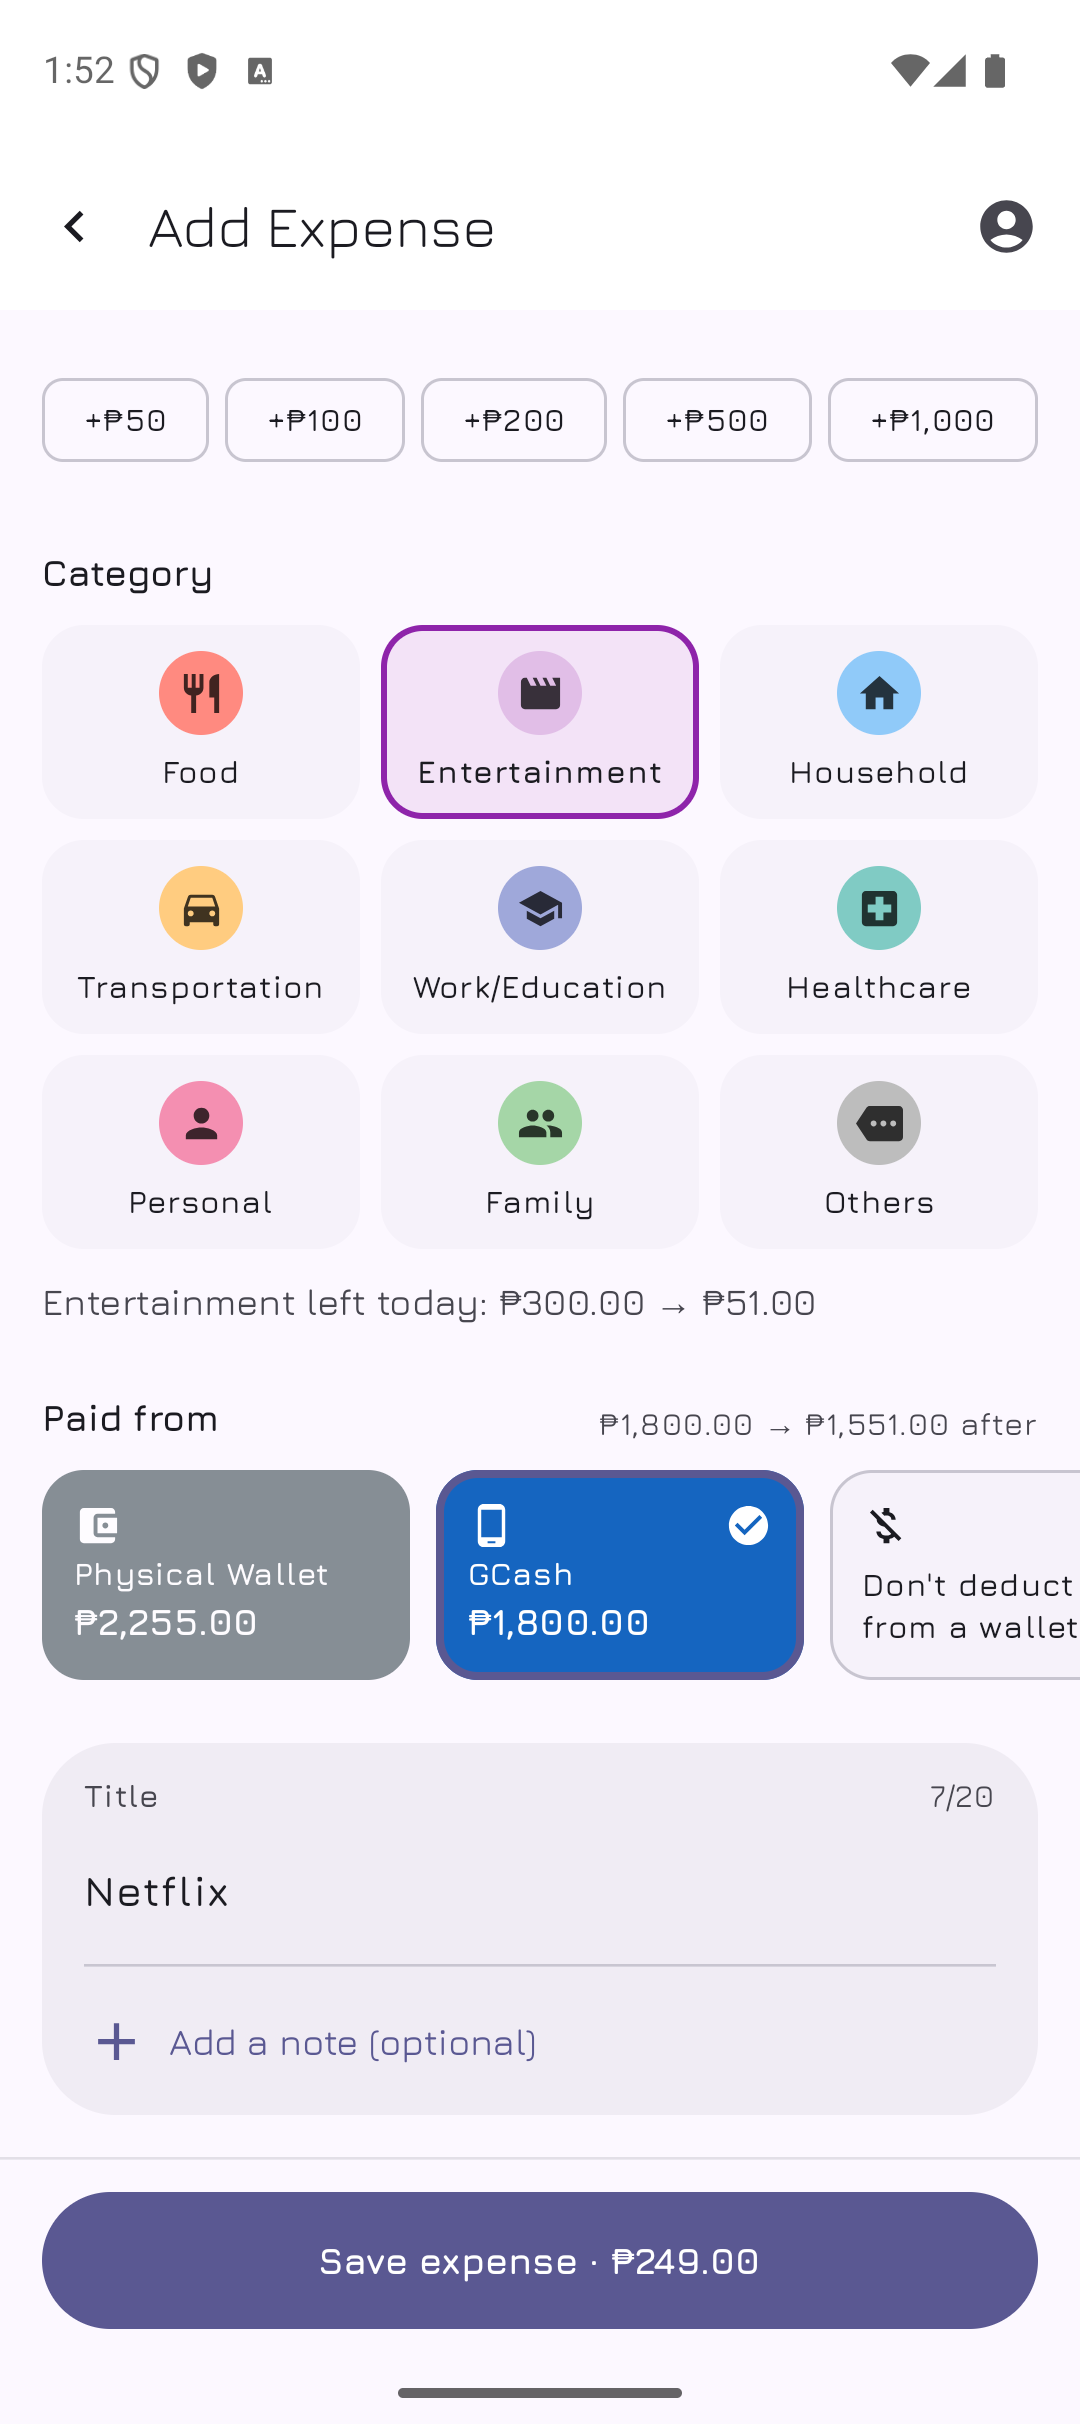 1:52
Add Expense
+₱50 +₱100 +₱200 +₱500 +₱1,000
Category
Food Entertainment Household
Transportation Work/Education Healthcare
Personal Family Others
Entertainment left today: ₱300.00 → ₱51.00
Paid from ₱1,800.00 → ₱1,551.00 after
Physical Wallet
₱2,255.00
GCash
₱1,800.00
Don't deduct
from a wallet
Title 7/20
Netflix
Add a note (optional)
Save expense · ₱249.00